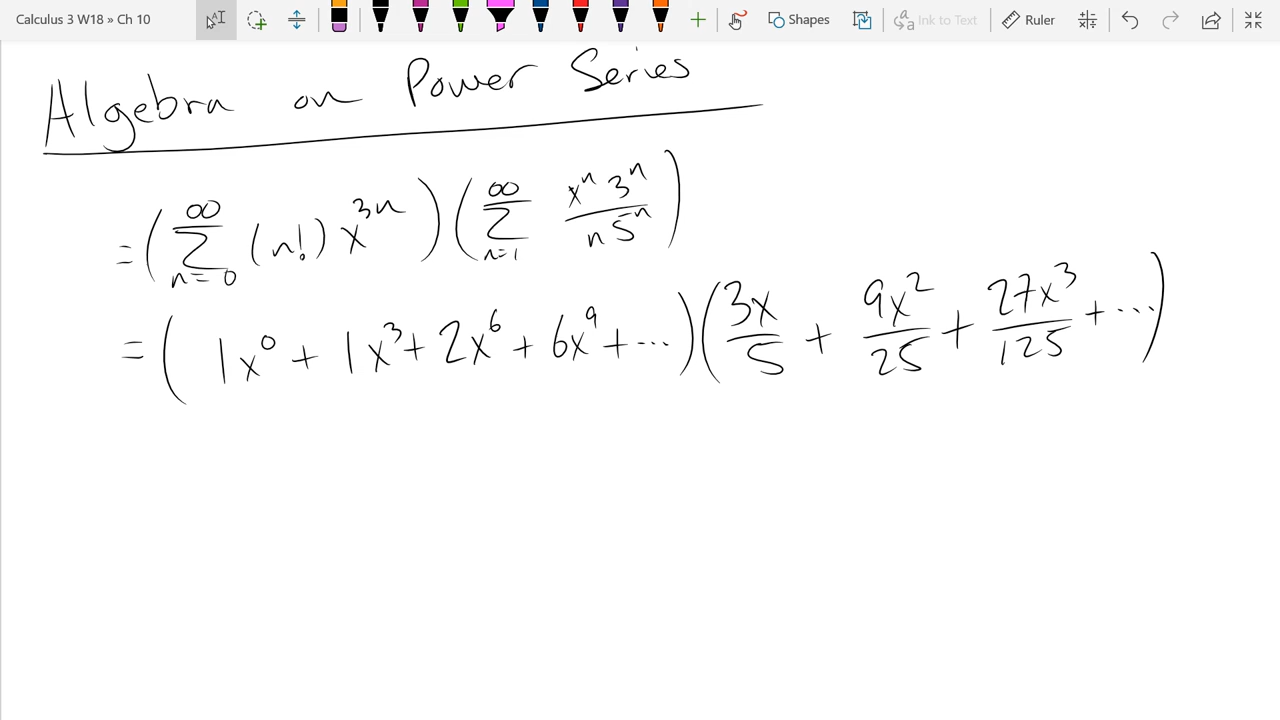 Calculus 3 W18 » Ch 10
Shapes
Ink to Text
Ruler
Algebra on Power Series
= ( ∞ ∑ n=0 (n!) x^3n ) ( ∞ ∑ n=1 x^n 3^n / n 5^n )
= ( 1x^0 + 1x^3 + 2x^6 + 6x^9 + ... ) ( 3x/5 + 9x^2/25 + 27x^3/125 + ... )